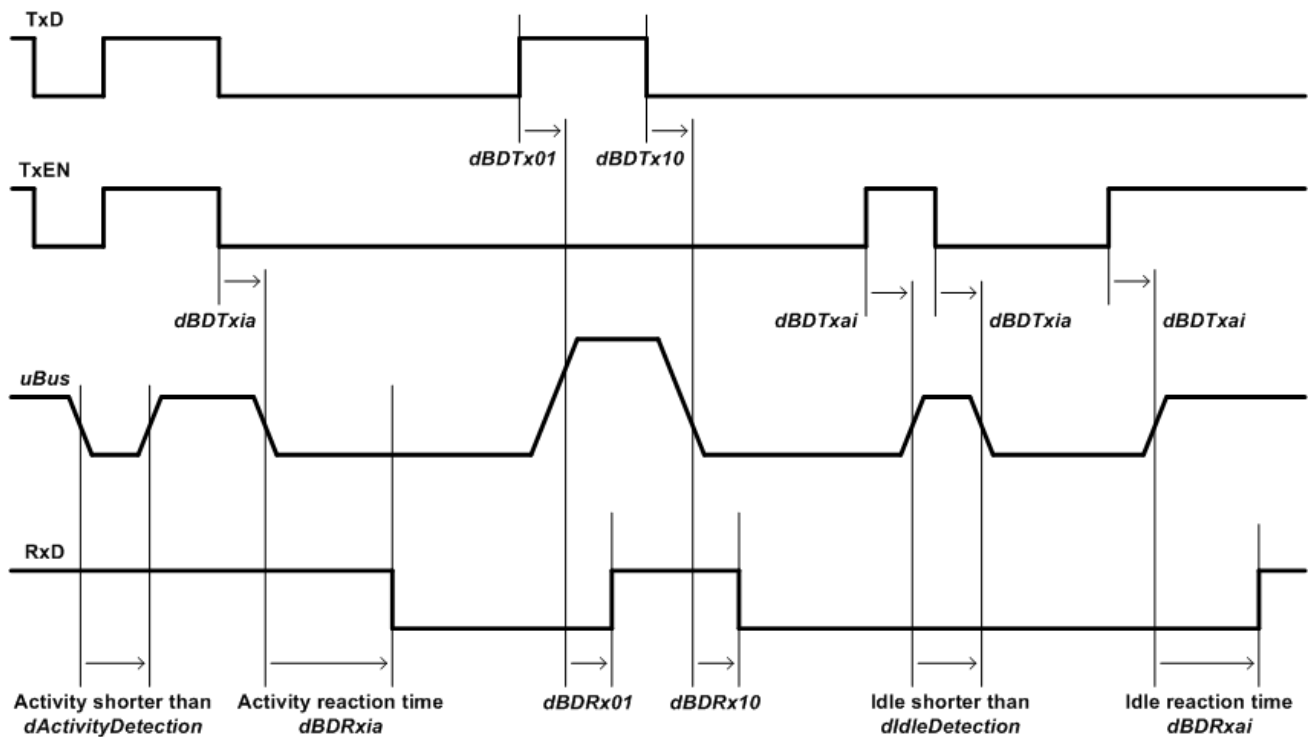 TxD
dBDTx01
dBDTx10
TxEN
dBDTxia
dBDTxai
dBDTxia
dBDTxai
uBus
RxD
Activity shorter than
dActivityDetection
Activity reaction time
dBDRxia
dBDRx01
dBDRx10
Idle shorter than
dIdleDetection
Idle reaction time
dBDRxai